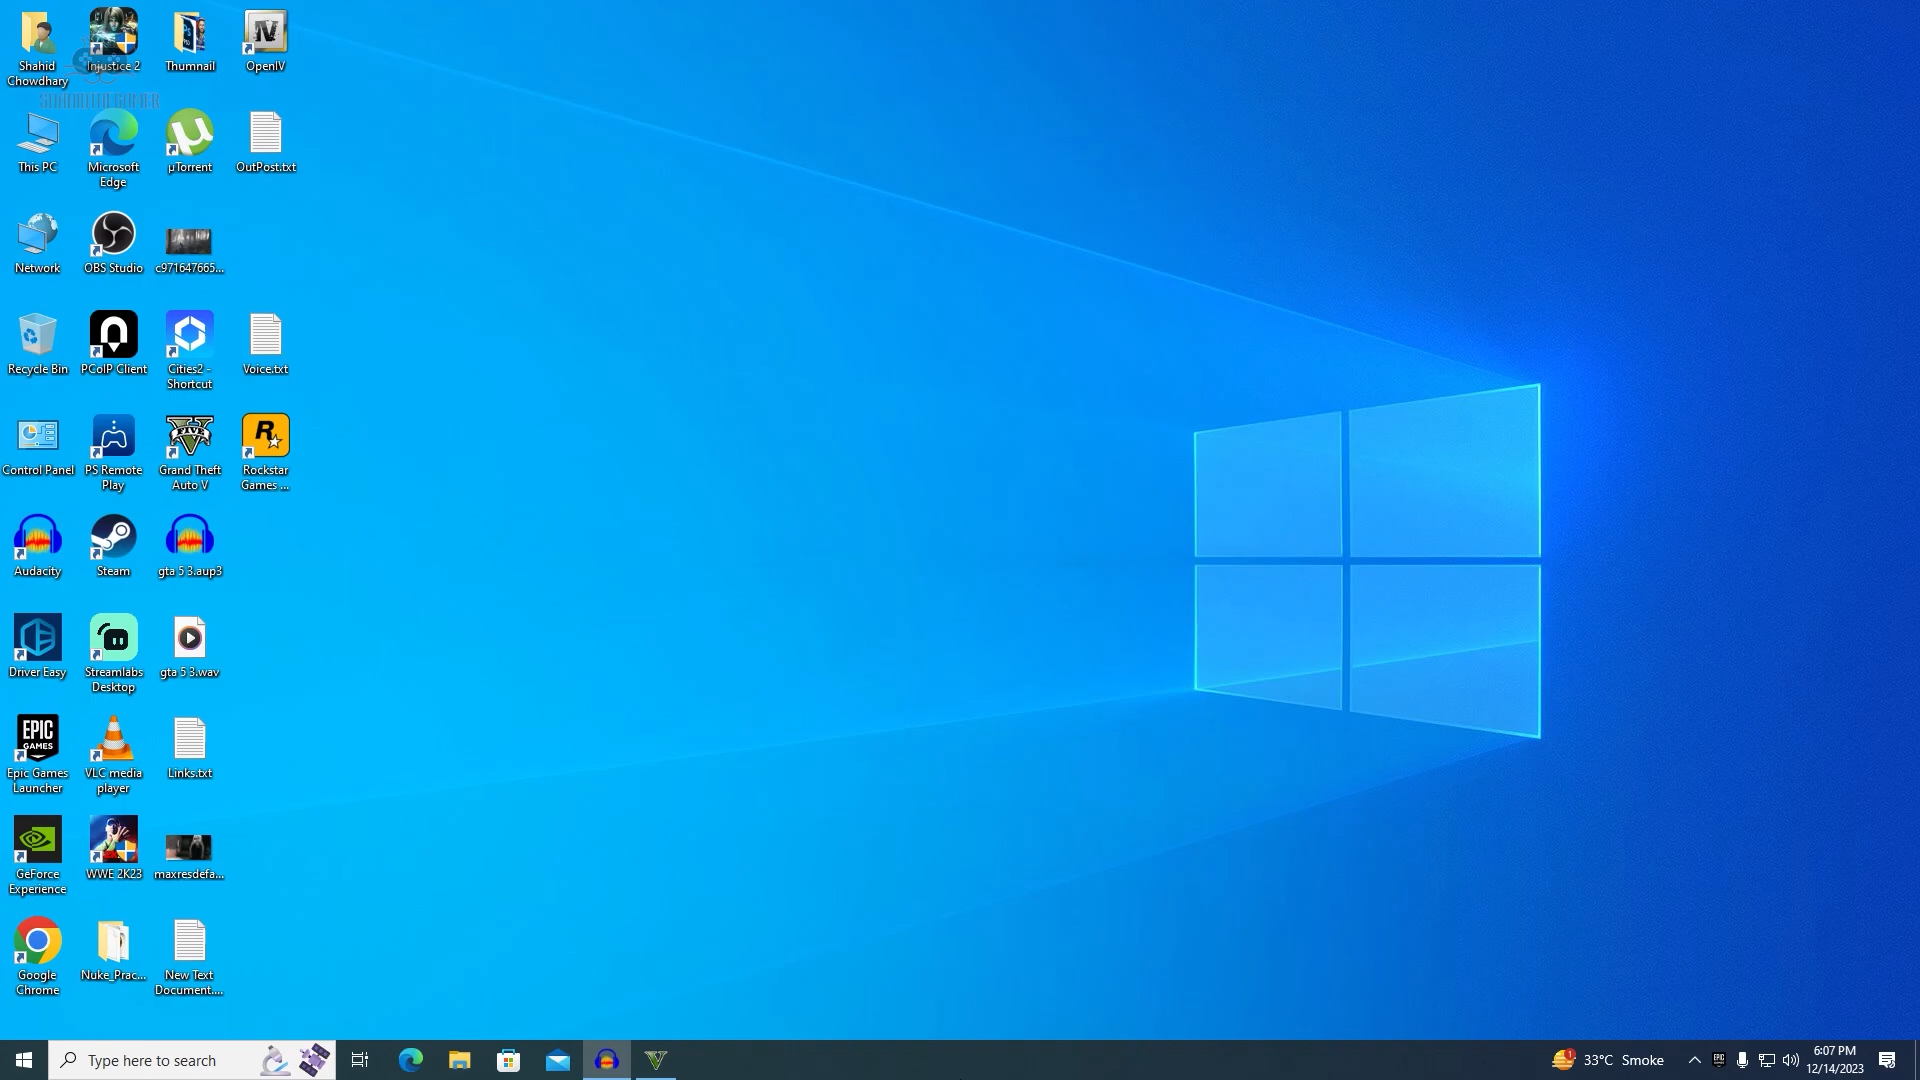 Shahid
Chowdhary
Injustice 2
Thumnail
OpenIV
This PC
Microsoft
Edge
µTorrent
OutPost.txt
Network
OBS Studio
c971647665...
Recycle Bin
PCoIP Client
Cities2 -
Shortcut
Voice.txt
Control Panel
PS Remote
Play
FIVE
Grand Theft
Auto V
Rockstar
Games ...
Audacity
Steam
gta 5 3.aup3
Driver Easy
Streamlabs
Desktop
gta 5 3.wav
EPIC
GAMES
Epic Games
Launcher
VLC media
player
Links.txt
GeForce
Experience
WWE 2K23
maxresdefa...
Google
Chrome
Nuke_Prac...
New Text
Document....
Type here to search
1
33°C Smoke
EPIC
6:07 PM
12/14/2023